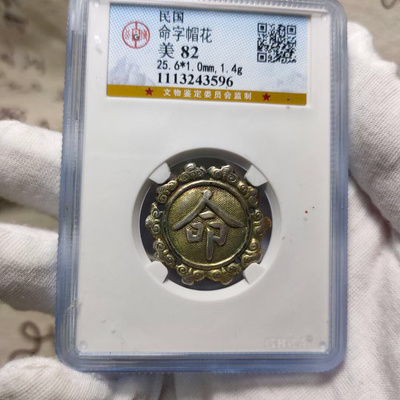 民国
命字帽花
美 82
25.6*1.0mm,1.4g
1113243596
★ 文物鉴定委员会监制 ★
命